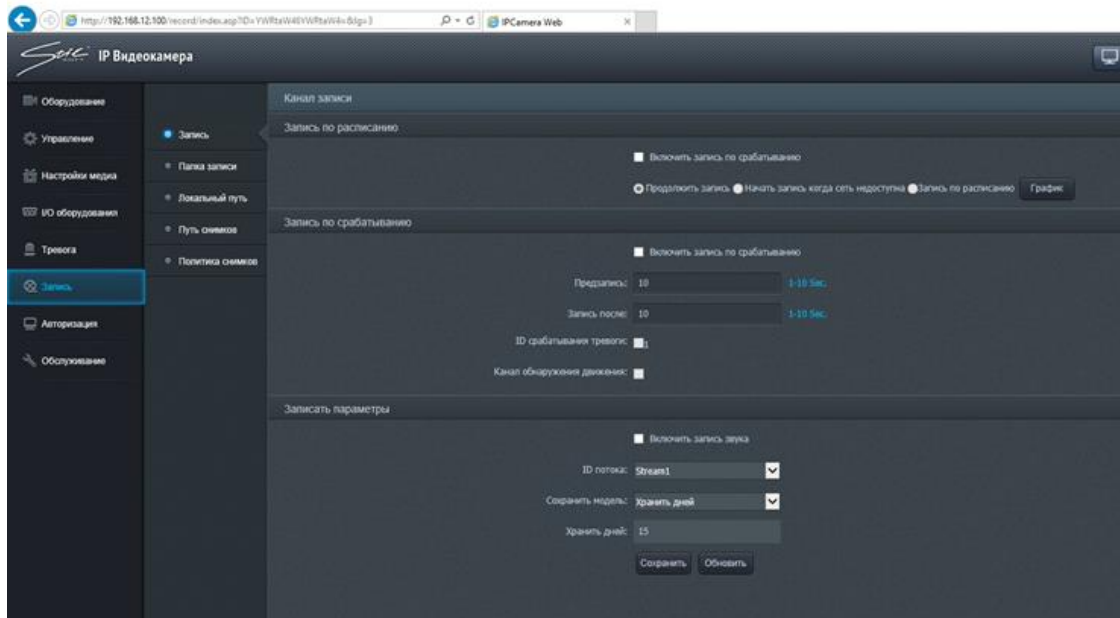 http://192.168.12.100/record/index.asp?ID=YWRtaW46YWRtaW4=&lg=3
IPCamera Web
IP Видеокамера
Оборудование
Управление
Настройки медиа
I/O оборудования
Тревога
Запись
Авторизация
Обслуживание
Запись
Папка записи
Локальный путь
Путь снимков
Политика снимков
Канал записи
Запись по расписанию
Включить запись по срабатыванию
Продолжить запись Начать запись когда сеть недоступна Запись по расписанию График
Запись по срабатыванию
Включить запись по срабатыванию
Предзапись: 10 1-10 Sec.
Запись после: 10 1-10 Sec.
ID срабатывания тревоги: 1
Канал обнаружения движения:
Записать параметры
Включить запись звука
ID потока: Stream1
Сохранить модель: Хранить дней
Хранить дней: 15
Сохранить Обновить